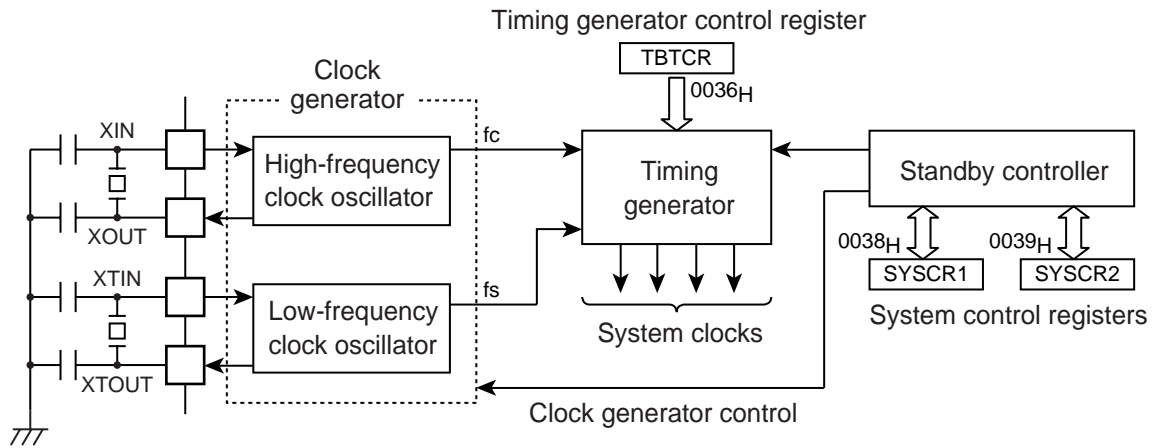 Timing generator control register
TBTCR
0036H
Clock
generator
XIN
XOUT
XTIN
XTOUT
High-frequency
clock oscillator
Low-frequency
clock oscillator
fc
fs
Timing
generator
System clocks
Standby controller
0038H
0039H
SYSCR1
SYSCR2
System control registers
Clock generator control